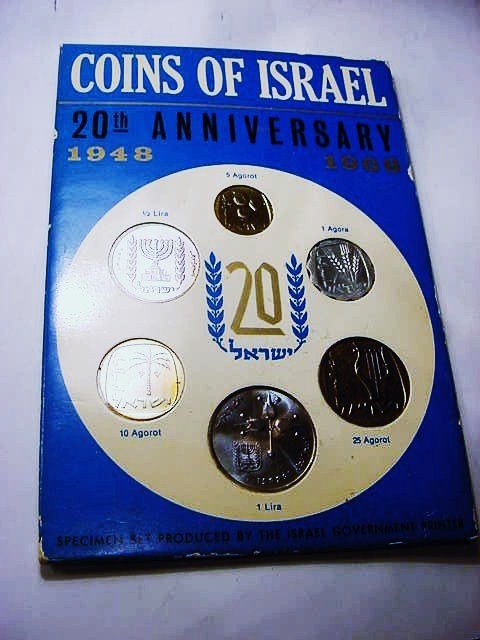 COINS OF ISRAEL
20th ANNIVERSARY
1948 1968
5 Agorot
½ Lira
1 Agora
20
ישראל
10 Agorot
25 Agorot
1 Lira
SPECIMEN SET PRODUCED BY THE ISRAEL GOVERNMENT PRINTER